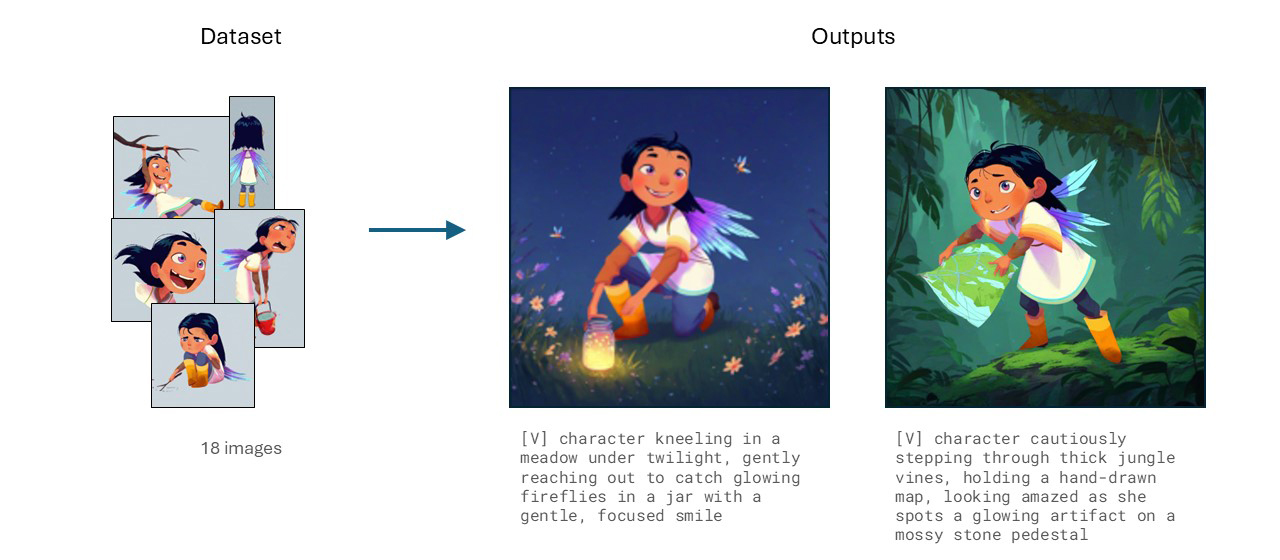 Dataset
Outputs
18 images
[V] character kneeling in a
meadow under twilight, gently
reaching out to catch glowing
fireflies in a jar with a
gentle, focused smile
[V] character cautiously
stepping through thick jungle
vines, holding a hand-drawn
map, looking amazed as she
spots a glowing artifact on a
mossy stone pedestal